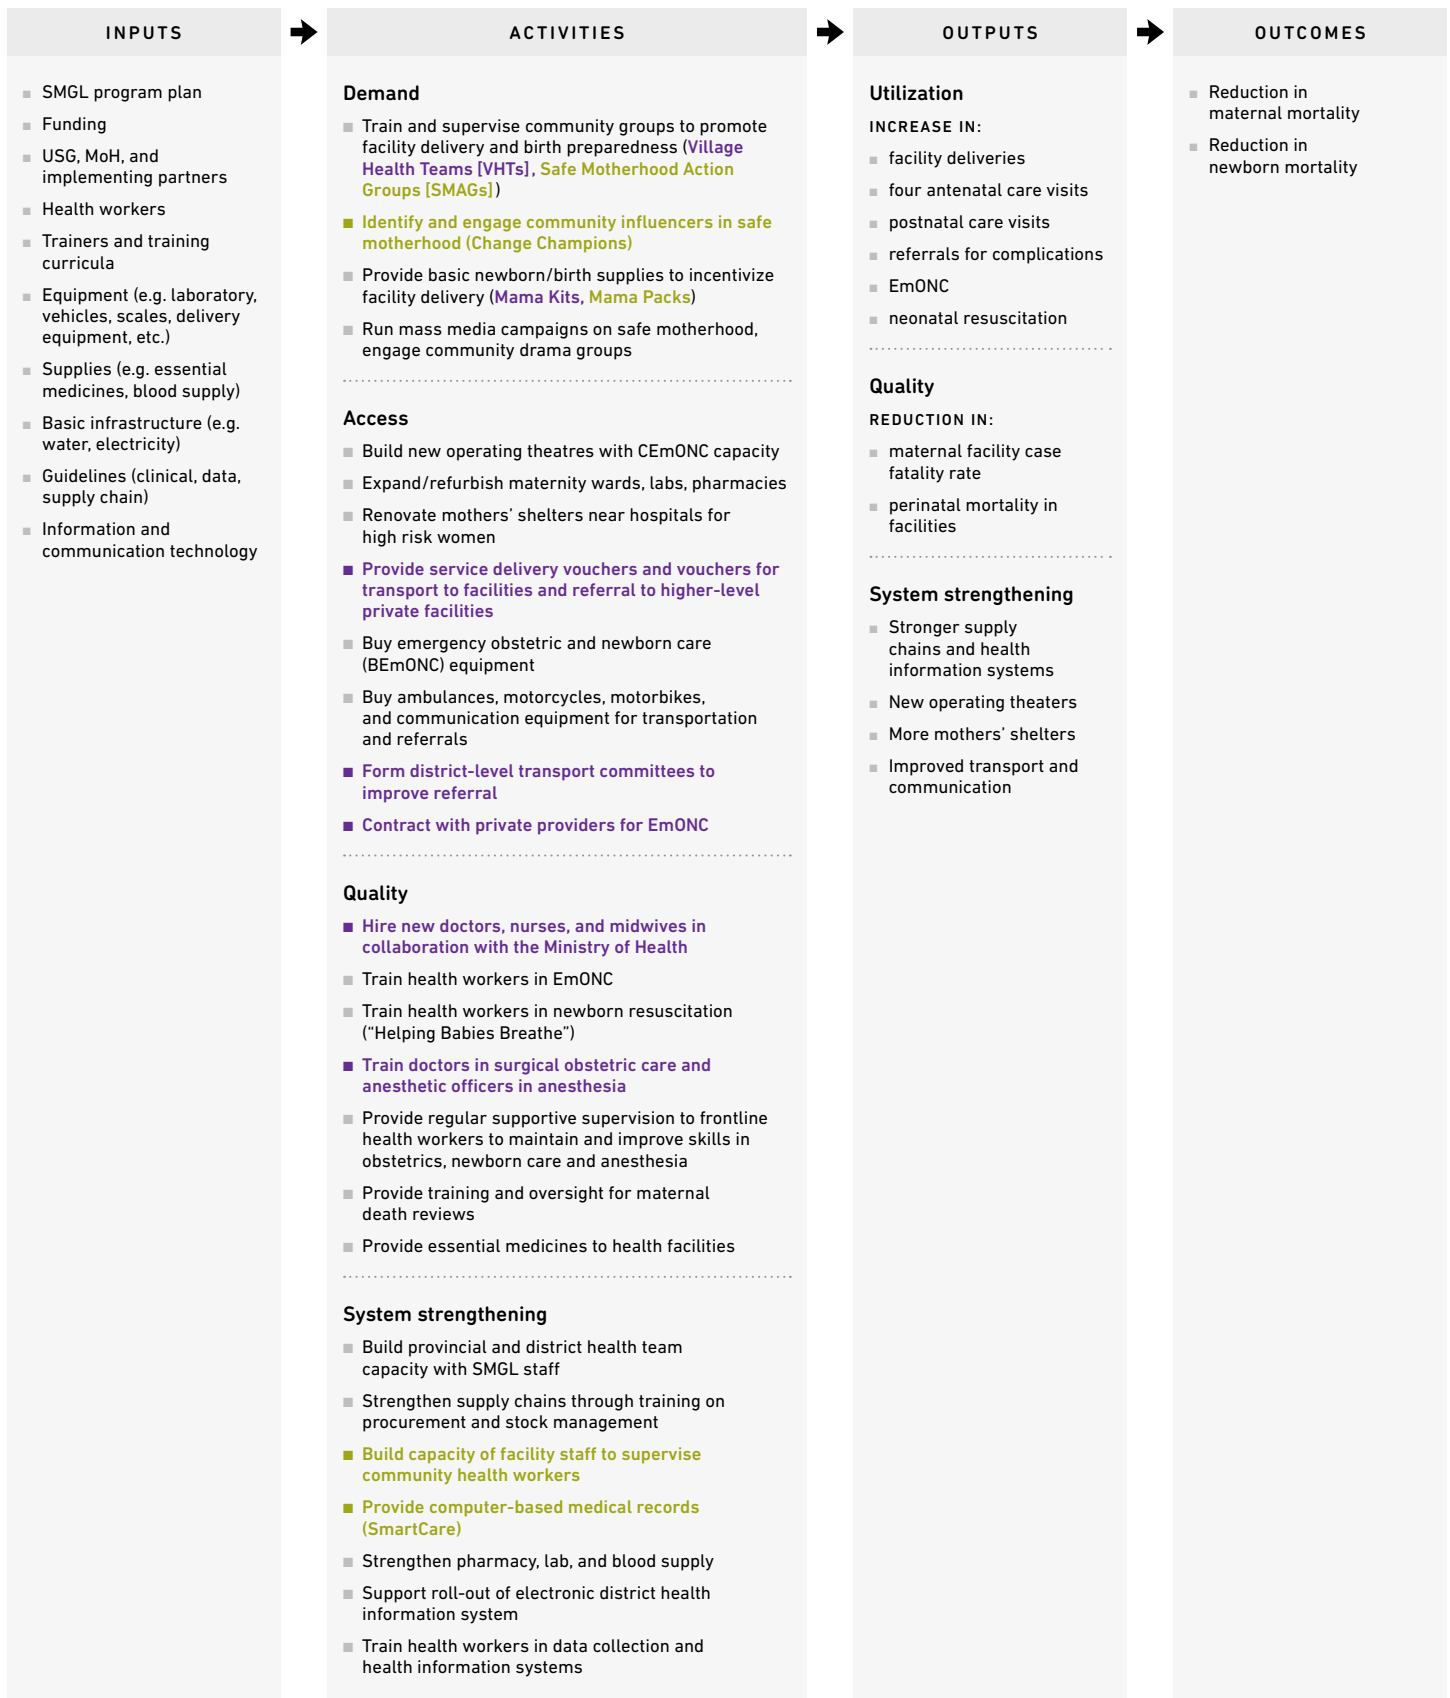 INPUTS
SMGL program plan
Funding
USG, MoH, and
implementing partners
Health workers
Trainers and training
curricula
Equipment (e.g. laboratory,
vehicles, scales, delivery
equipment, etc.)
Supplies (e.g. essential
medicines, blood supply)
Basic infrastructure (e.g.
water, electricity)
Guidelines (clinical, data,
supply chain)
Information and
communication technology
ACTIVITIES
Demand
Train and supervise community groups to promote
facility delivery and birth preparedness (Village
Health Teams [VHTs], Safe Motherhood Action
Groups [SMAGs])
Identify and engage community influencers in safe
motherhood (Change Champions)
Provide basic newborn/birth supplies to incentivize
facility delivery (Mama Kits, Mama Packs)
Run mass media campaigns on safe motherhood,
engage community drama groups
Access
Build new operating theatres with CEmONC capacity
Expand/refurbish maternity wards, labs, pharmacies
Renovate mothers’ shelters near hospitals for
high risk women
Provide service delivery vouchers and vouchers for
transport to facilities and referral to higher-level
private facilities
Buy emergency obstetric and newborn care
(BEmONC) equipment
Buy ambulances, motorcycles, motorbikes,
and communication equipment for transportation
and referrals
Form district-level transport committees to
improve referral
Contract with private providers for EmONC
Quality
Hire new doctors, nurses, and midwives in
collaboration with the Ministry of Health
Train health workers in EmONC
Train health workers in newborn resuscitation
(“Helping Babies Breathe”)
Train doctors in surgical obstetric care and
anesthetic officers in anesthesia
Provide regular supportive supervision to frontline
health workers to maintain and improve skills in
obstetrics, newborn care and anesthesia
Provide training and oversight for maternal
death reviews
Provide essential medicines to health facilities
System strengthening
Build provincial and district health team
capacity with SMGL staff
Strengthen supply chains through training on
procurement and stock management
Build capacity of facility staff to supervise
community health workers
Provide computer-based medical records
(SmartCare)
Strengthen pharmacy, lab, and blood supply
Support roll-out of electronic district health
information system
Train health workers in data collection and
health information systems
OUTPUTS
Utilization
INCREASE IN:
facility deliveries
four antenatal care visits
postnatal care visits
referrals for complications
EmONC
neonatal resuscitation
Quality
REDUCTION IN:
maternal facility case
fatality rate
perinatal mortality in
facilities
System strengthening
Stronger supply
chains and health
information systems
New operating theaters
More mothers’ shelters
Improved transport and
communication
OUTCOMES
Reduction in
maternal mortality
Reduction in
newborn mortality